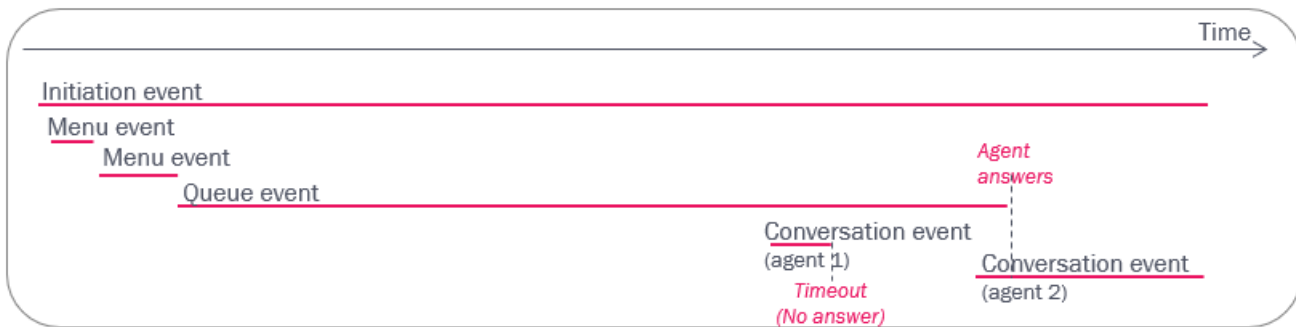 Time
Initiation event
Menu event
Menu event
Agent
answers
Queue event
Conversation event
(agent 1)
Timeout
(No answer)
Conversation event
(agent 2)